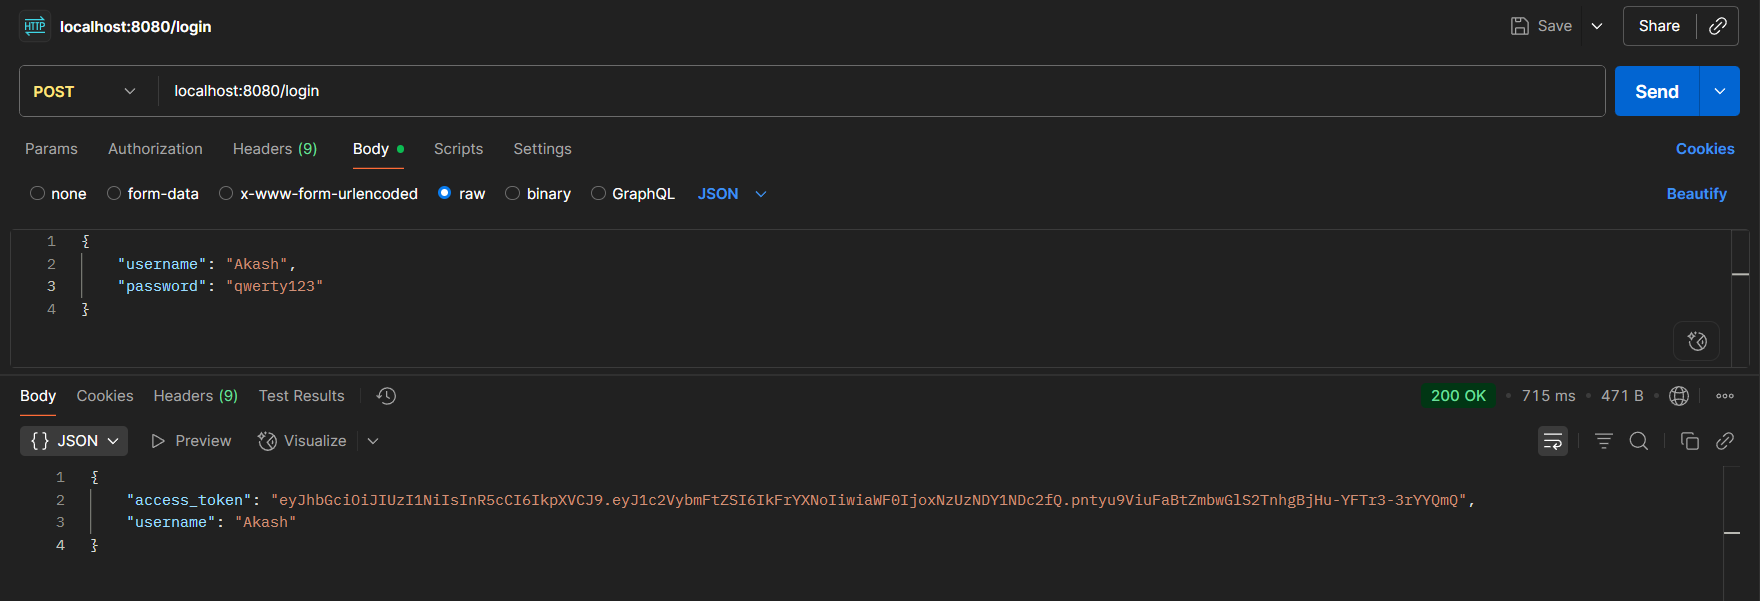 HTTP localhost:8080/login Save Share
POST localhost:8080/login Send
Params Authorization Headers (9) Body Scripts Settings Cookies
none form-data x-www-form-urlencoded raw binary GraphQL JSON Beautify
1 {
2 "username": "Akash",
3 "password": "qwerty123"
4 }
Body Cookies Headers (9) Test Results 200 OK • 715 ms • 471 B •
{} JSON Preview Visualize
1 {
2 "access_token": "eyJhbGciOiJIUzI1NiIsInR5cCI6IkpXVCJ9.eyJ1c2VybmFtZSI6IkFrYXNoIiwiaWF0IjoxNzUzNDY1NDc2fQ.pntyu9ViuFaBtZmbwGlS2TnhgBjHu-YFTr3-3rYYQmQ",
3 "username": "Akash"
4 }